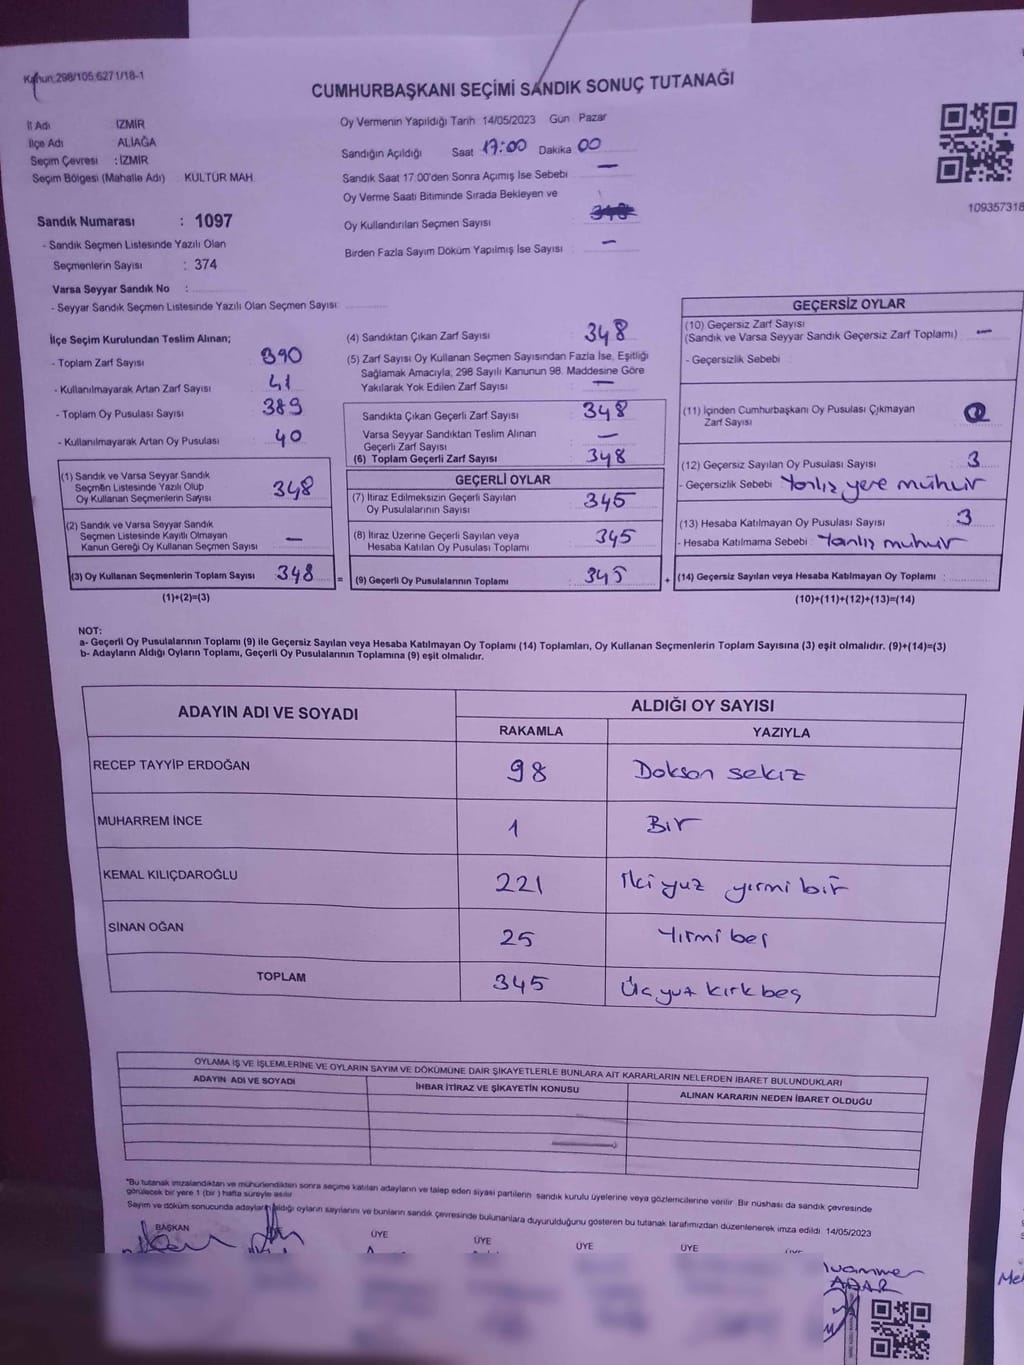 Kanun:298/105;6271/18-1
CUMHURBAŞKANI SEÇİMİ SANDIK SONUÇ TUTANAĞI
İl Adı İZMİR
İlçe Adı ALİAĞA
Seçim Çevresi : İZMİR
Seçim Bölgesi (Mahalle Adı) KÜLTÜR MAH.
Oy Vermenin Yapıldığı Tarih 14/05/2023 Gün Pazar
Sandığın Açıldığı Saat 17:00 Dakika 00
Sandık Saat 17:00'den Sonra Açımış İse Sebebi —
Oy Verme Saati Bitiminde Sırada Bekleyen ve
Oy Kullandırılan Seçmen Sayısı
Birden Fazla Sayım Döküm Yapılmış İse Sayısı —
109357318
Sandık Numarası : 1097
- Sandık Seçmen Listesinde Yazılı Olan
Seçmenlerin Sayısı : 374
Varsa Seyyar Sandık No :
- Seyyar Sandık Seçmen Listesinde Yazılı Olan Seçmen Sayısı
İlçe Seçim Kurulundan Teslim Alınan;
- Toplam Zarf Sayısı 390
- Kullanılmayarak Artan Zarf Sayısı 41
- Toplam Oy Pusulası Sayısı 389
- Kullanılmayarak Artan Oy Pusulası 40
(1) Sandık ve Varsa Seyyar Sandık
Seçmen Listesinde Yazılı Olup
Oy Kullanan Seçmenlerin Sayısı 348
(2) Sandık ve Varsa Seyyar Sandık
Seçmen Listesinde Kayıtlı Olmayan
Kanun Gereği Oy Kullanan Seçmen Sayısı —
(3) Oy Kullanan Seçmenlerin Toplam Sayısı 348 =
(1)+(2)=(3)
(4) Sandıktan Çıkan Zarf Sayısı 348
(5) Zarf Sayısı Oy Kullanan Seçmen Sayısından Fazla İse, Eşitliği
Sağlamak Amacıyla, 298 Sayılı Kanunun 98. Maddesine Göre
Yakılarak Yok Edilen Zarf Sayısı —
Sandıkta Çıkan Geçerli Zarf Sayısı 348
Varsa Seyyar Sandıktan Teslim Alınan
Geçerli Zarf Sayısı —
(6) Toplam Geçerli Zarf Sayısı 348
GEÇERLİ OYLAR
(7) İtiraz Edilmeksizin Geçerli Sayılan
Oy Pusulalarının Sayısı 345
(8) İtiraz Üzerine Geçerli Sayılan veya
Hesaba Katılan Oy Pusulası Toplamı 345
(9) Geçerli Oy Pusulalarının Toplamı 345 +
GEÇERSİZ OYLAR
(10) Geçersiz Zarf Sayısı
(Sandık ve Varsa Seyyar Sandık Geçersiz Zarf Toplamı) —
- Geçersizlik Sebebi
(11) İçinden Cumhurbaşkanı Oy Pusulası Çıkmayan
Zarf Sayısı
(12) Geçersiz Sayılan Oy Pusulası Sayısı 3
- Geçersizlik Sebebi Yanlış yere mühür
(13) Hesaba Katılmayan Oy Pusulası Sayısı 3
- Hesaba Katılmama Sebebi Yanlış mühür
(14) Geçersiz Sayılan veya Hesaba Katılmayan Oy Toplamı :
(10)+(11)+(12)+(13)=(14)
NOT:
a- Geçerli Oy Pusulalarının Toplamı (9) ile Geçersiz Sayılan veya Hesaba Katılmayan Oy Toplamı (14) Toplamları, Oy Kullanan Seçmenlerin Toplam Sayısına (3) eşit olmalıdır. (9)+(14)=(3)
b- Adayların Aldığı Oyların Toplamı, Geçerli Oy Pusulalarının Toplamına (9) eşit olmalıdır.
ADAYIN ADI VE SOYADI
ALDIĞI OY SAYISI
RAKAMLA YAZIYLA
RECEP TAYYİP ERDOĞAN 98 Doksan sekiz
MUHARREM İNCE 1 Bir
KEMAL KILIÇDAROĞLU 221 İki yüz yirmi bir
SİNAN OĞAN 25 Yirmi beş
TOPLAM 345 Üç yüz kırk beş
OYLAMA İŞ VE İŞLEMLERİNE VE OYLARIN SAYIM VE DÖKÜMÜNE DAİR ŞİKAYETLERLE BUNLARA AİT KARARLARIN NELERDEN İBARET BULUNDUKLARI
ADAYIN ADI VE SOYADI İHBAR İTİRAZ VE ŞİKAYETİN KONUSU ALINAN KARARIN NEDEN İBARET OLDUĞU
*Bu tutanak imzalandıktan ve mühürlendikten sonra seçime katılan adayların ve talep eden siyasi partilerin sandık kurulu üyelerine veya gözlemcilerine verilir. Bir nüshası da sandık çevresinde
görülecek bir yere 1 (bir) hafta süreyle asılır.
Sayım ve döküm sonucunda adayların aldığı oyların sayılarını ve bunların sandık çevresinde bulunanlara duyurulduğunu gösteren bu tutanak tarafımızdan düzenlenerek imza edildi. 14/05/2023
BAŞKAN ÜYE ÜYE ÜYE ÜYE